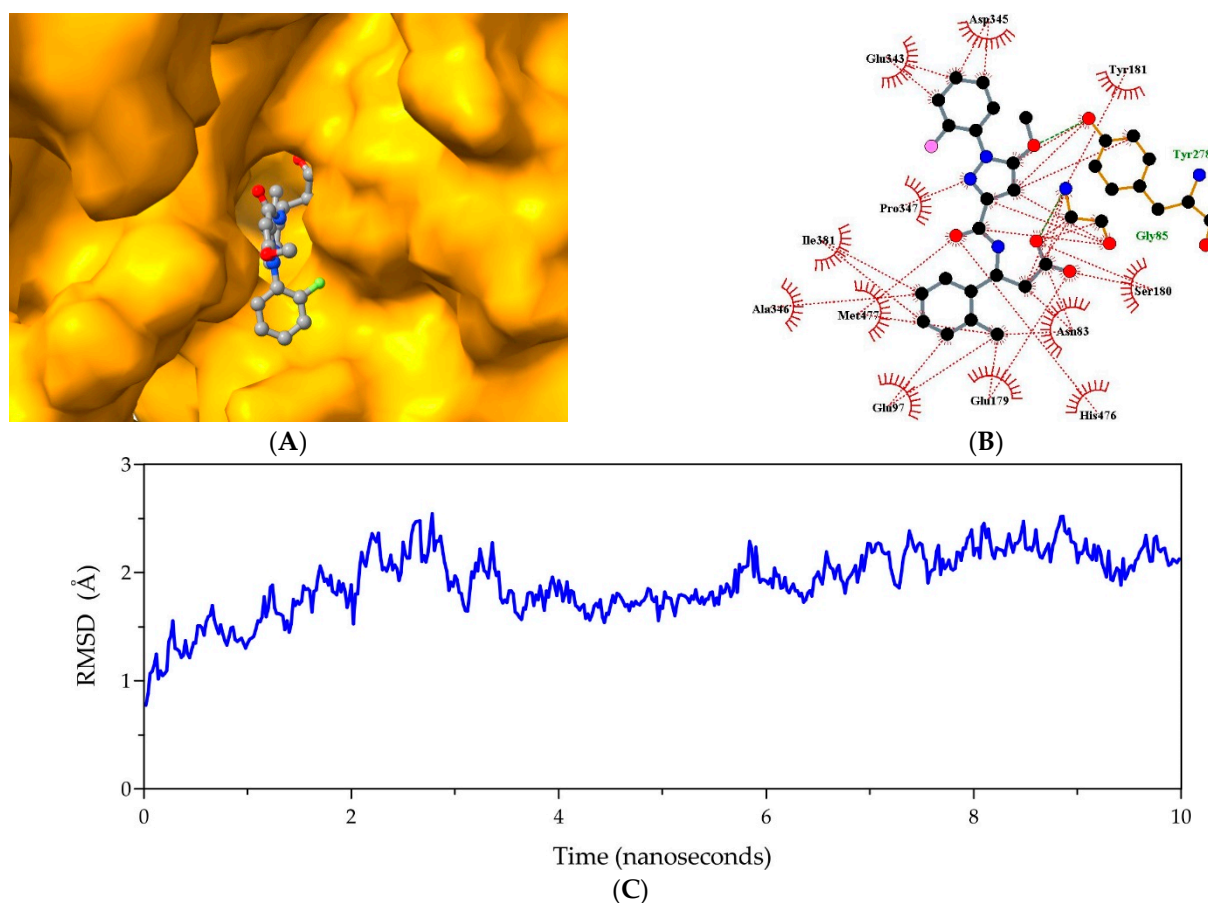 Asp345
Glu343
Tyr181
Tyr278
Pro347
Gly85
Ile381
Ser180
Ala346
Met477
Asn83
Glu97
Glu179
His476
(A)
(B)
3
2
1
0
RMSD (Å)
0
2
4
6
8
10
Time (nanoseconds)
(C)